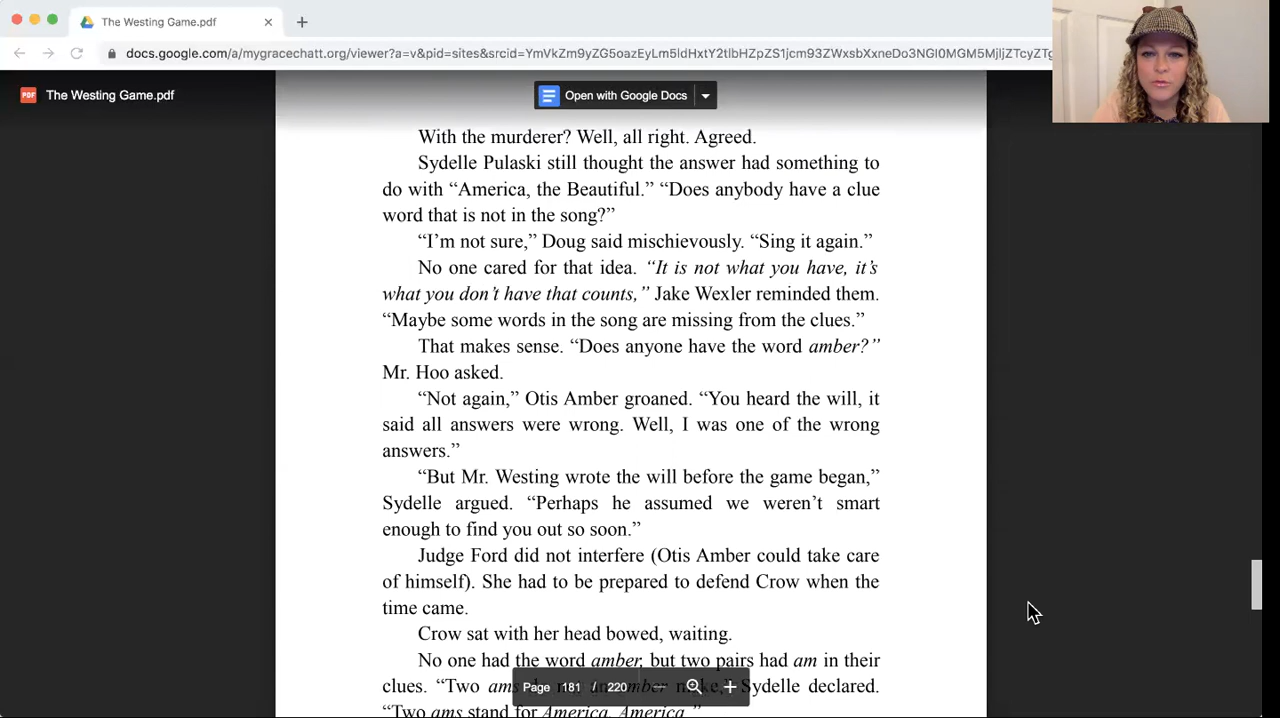 The Westing Game.pdf
docs.google.com/a/mygracechatt.org/viewer?a=v&pid=sites&srcid=
The Westing Game.pdf
Open with Google Docs
With the murderer? Well, all right. Agreed.
Sydelle Pulaski still thought the answer had something to
do with “America, the Beautiful.” “Does anybody have a clue
word that is not in the song?”
“I’m not sure,” Doug said mischievously. “Sing it again.”
No one cared for that idea. “It is not what you have, it’s
what you don’t have that counts,” Jake Wexler reminded them.
“Maybe some words in the song are missing from the clues.”
That makes sense. “Does anyone have the word amber?”
Mr. Hoo asked.
“Not again,” Otis Amber groaned. “You heard the will, it
said all answers were wrong. Well, I was one of the wrong
answers.”
“But Mr. Westing wrote the will before the game began,”
Sydelle argued. “Perhaps he assumed we weren’t smart
enough to find you out so soon.”
Judge Ford did not interfere (Otis Amber could take care
of himself). She had to be prepared to defend Crow when the
time came.
Crow sat with her head bowed, waiting.
No one had the word amber, but two pairs had am in their
clues. “Two ams Sydelle declared.
“Two ams stand for America, America.”
Page 181 / 220